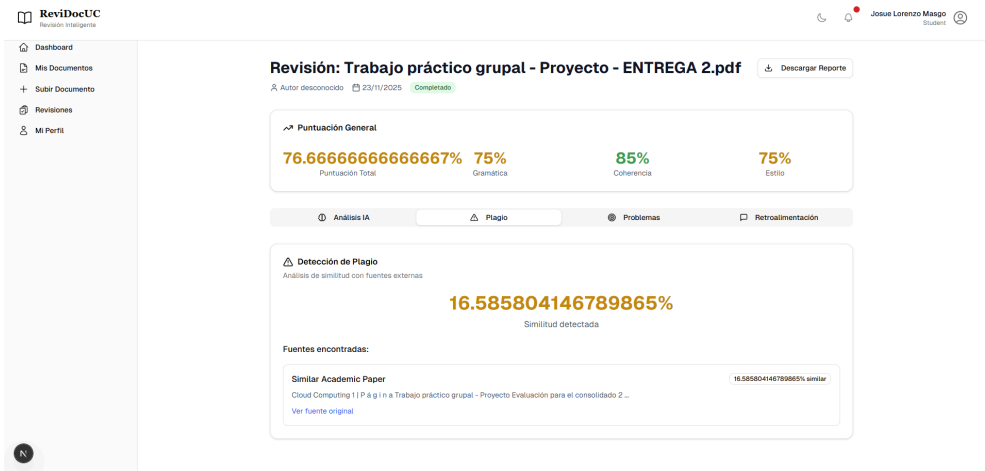 ReviDocUC
Revisión Inteligente
Josue Lorenzo Masgo
Student
Dashboard
Mis Documentos
Subir Documento
Revisiones
Mi Perfil
Revisión: Trabajo práctico grupal - Proyecto - ENTREGA 2.pdf
Descargar Reporte
Autor desconocido 23/11/2025 Completado
Puntuación General
76.66666666666667% 75% 85% 75%
Puntuación Total Gramática Coherencia Estilo
Análisis IA Plagio Problemas Retroalimentación
Detección de Plagio
Análisis de similitud con fuentes externas
16.585804146789865%
Similitud detectada
Fuentes encontradas:
Similar Academic Paper 16.585804146789865% similar
Cloud Computing 1 | P á g i n a Trabajo práctico grupal - Proyecto Evaluación para el consolidado 2 ...
Ver fuente original
N